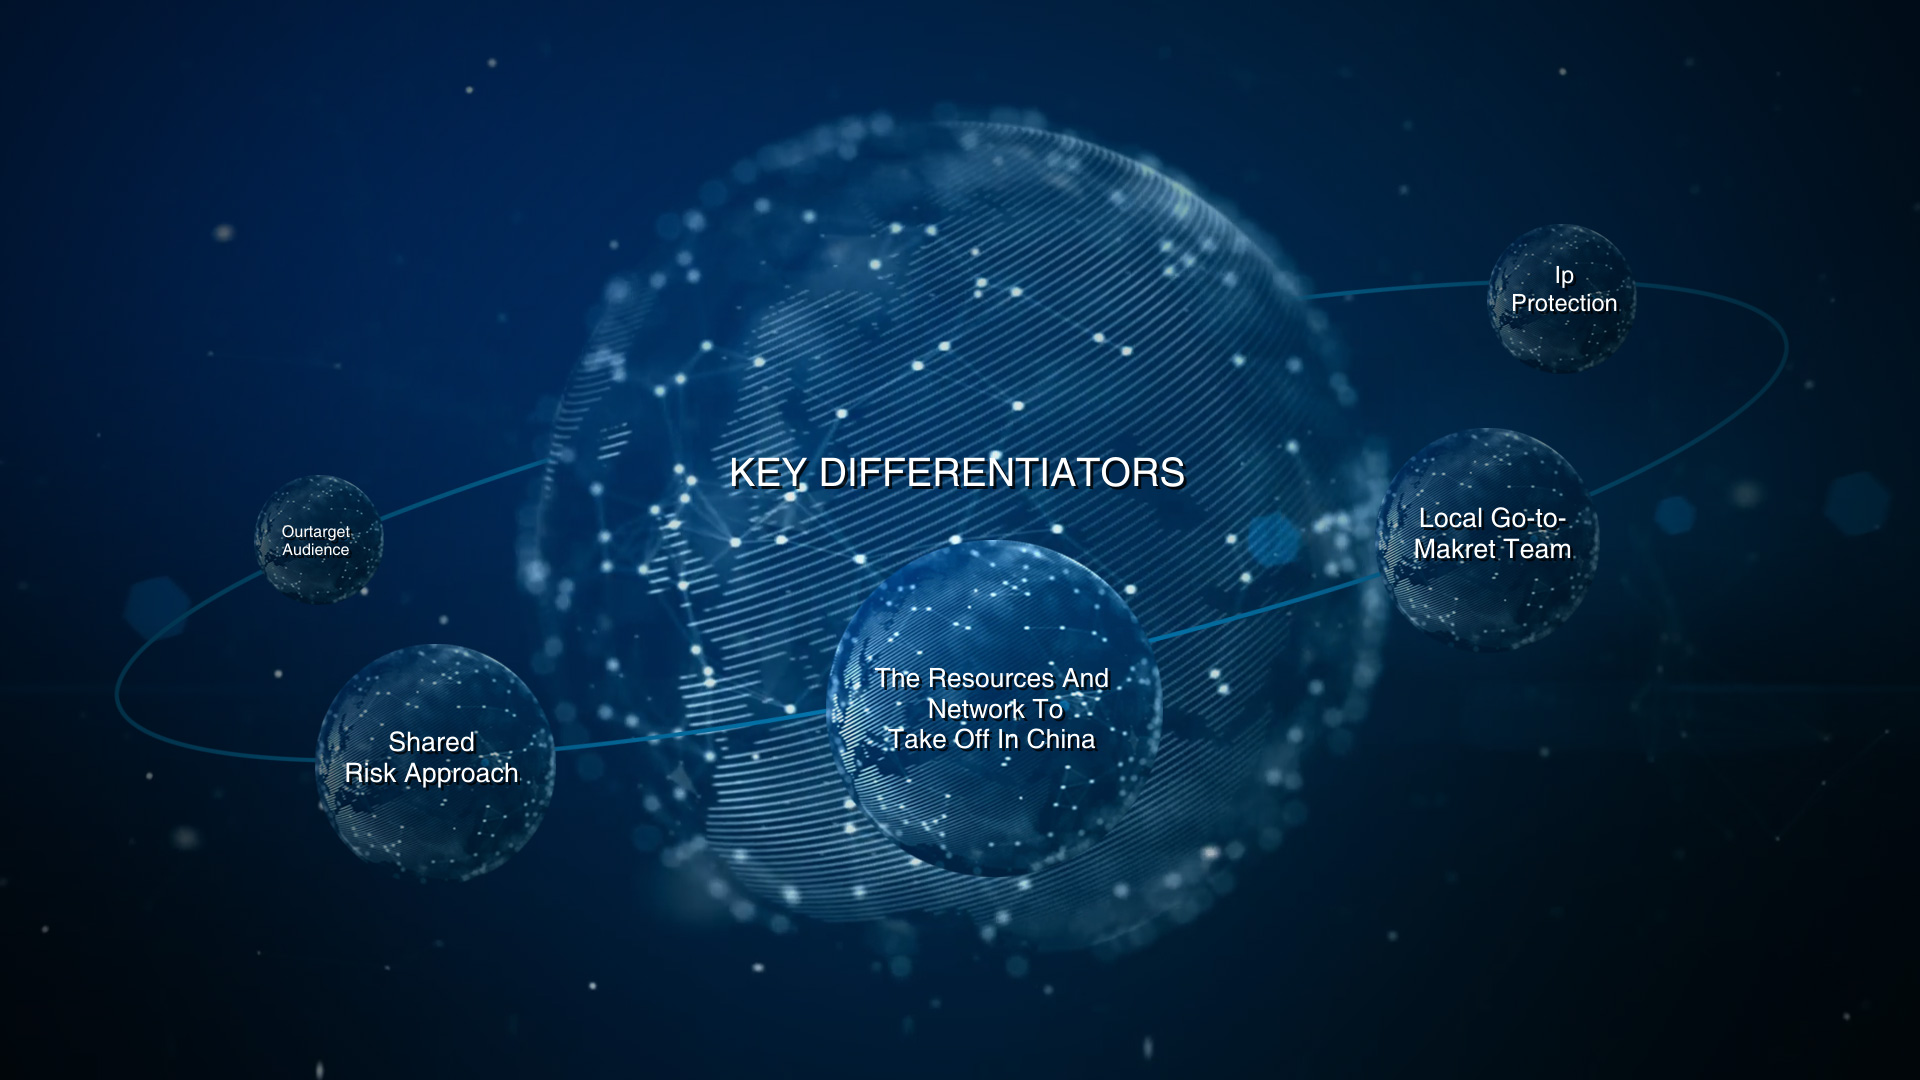 KEY DIFFERENTIATORS
Ip
Protection
Local Go-to-
Makret Team
The Resources And
Network To
Take Off In China
Shared
Risk Approach
Ourtarget
Audience